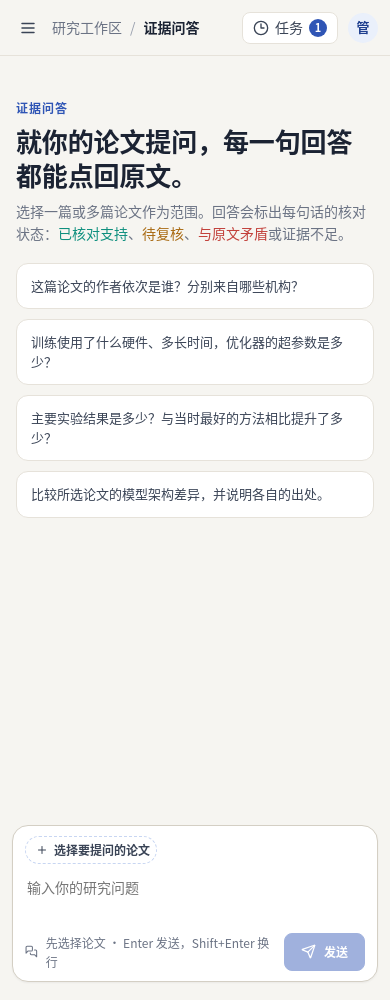 研究工作区 / 证据问答
任务 1
管
证据问答
就你的论文提问，每一句回答
都能点回原文。
选择一篇或多篇论文作为范围。回答会标出每句话的核对
状态：已核对支持、待复核、与原文矛盾或证据不足。
这篇论文的作者依次是谁？分别来自哪些机构？
训练使用了什么硬件、多长时间，优化器的超参数是多
少？
主要实验结果是多少？与当时最好的方法相比提升了多
少？
比较所选论文的模型架构差异，并说明各自的出处。
+ 选择要提问的论文
输入你的研究问题
先选择论文 · Enter 发送，Shift+Enter 换
行
发送